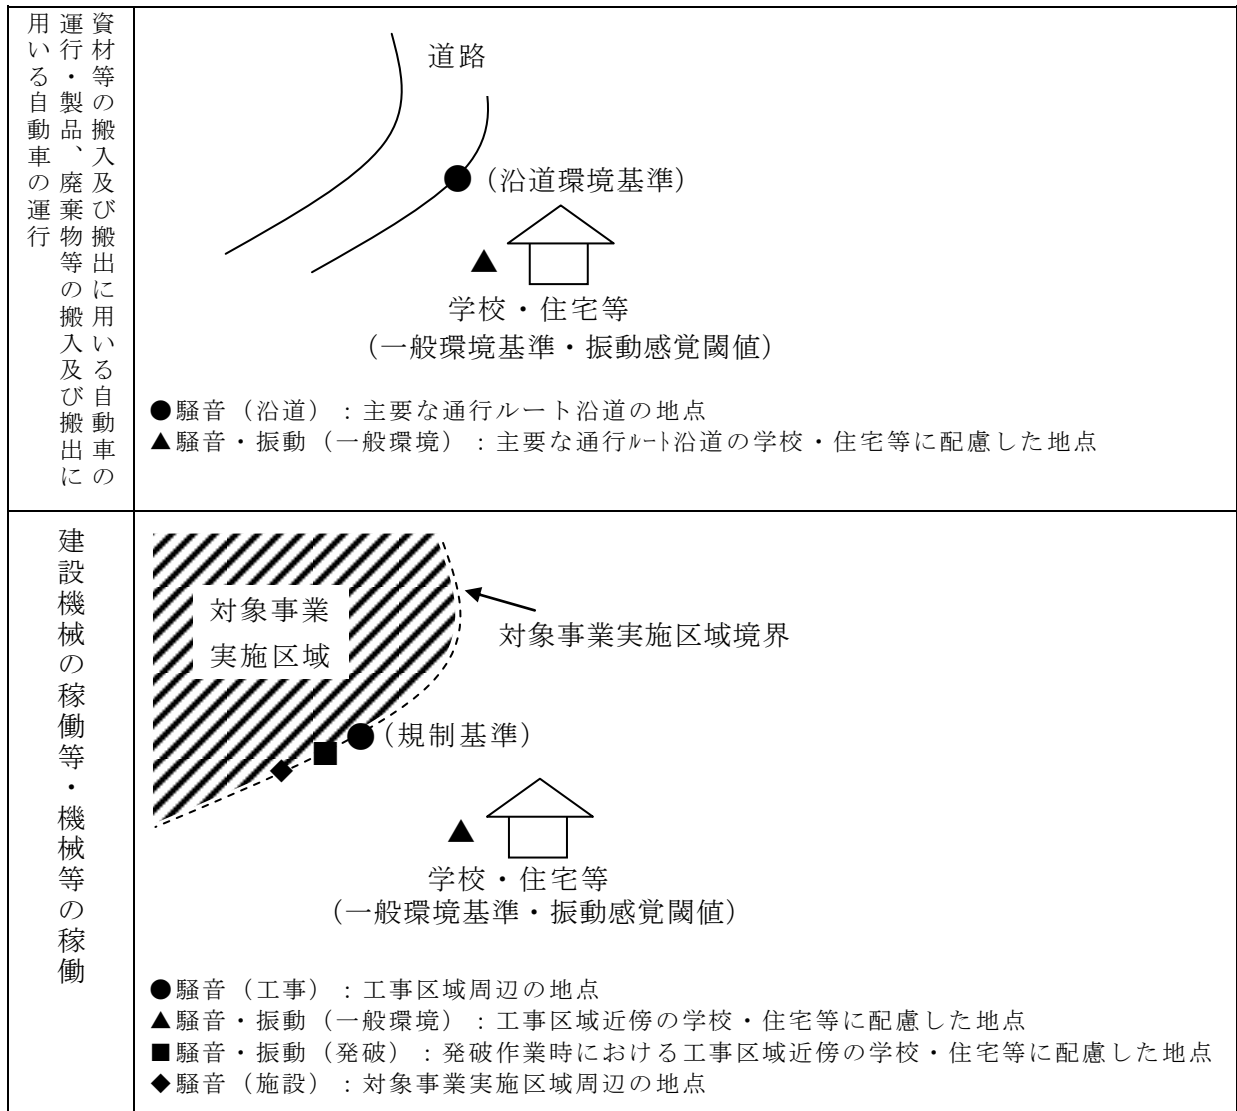 資材等の搬入及び搬出に用いる自動車の
運行・製品、廃棄物等の搬入及び搬出に
用いる自動車の運行
道路
●（沿道環境基準）
▲
学校・住宅等
（一般環境基準・振動感覚閾値）
●騒音（沿道）：主要な通行ルート沿道の地点
▲騒音・振動（一般環境）：主要な通行ﾙｰﾄ沿道の学校・住宅等に配慮した地点
建設機械の稼働等・機械等の稼働
対象事業
実施区域
対象事業実施区域境界
●（規制基準）
■
◆
▲
学校・住宅等
（一般環境基準・振動感覚閾値）
●騒音（工事）：工事区域周辺の地点
▲騒音・振動（一般環境）：工事区域近傍の学校・住宅等に配慮した地点
■騒音・振動（発破）：発破作業時における工事区域近傍の学校・住宅等に配慮した地点
◆騒音（施設）：対象事業実施区域周辺の地点